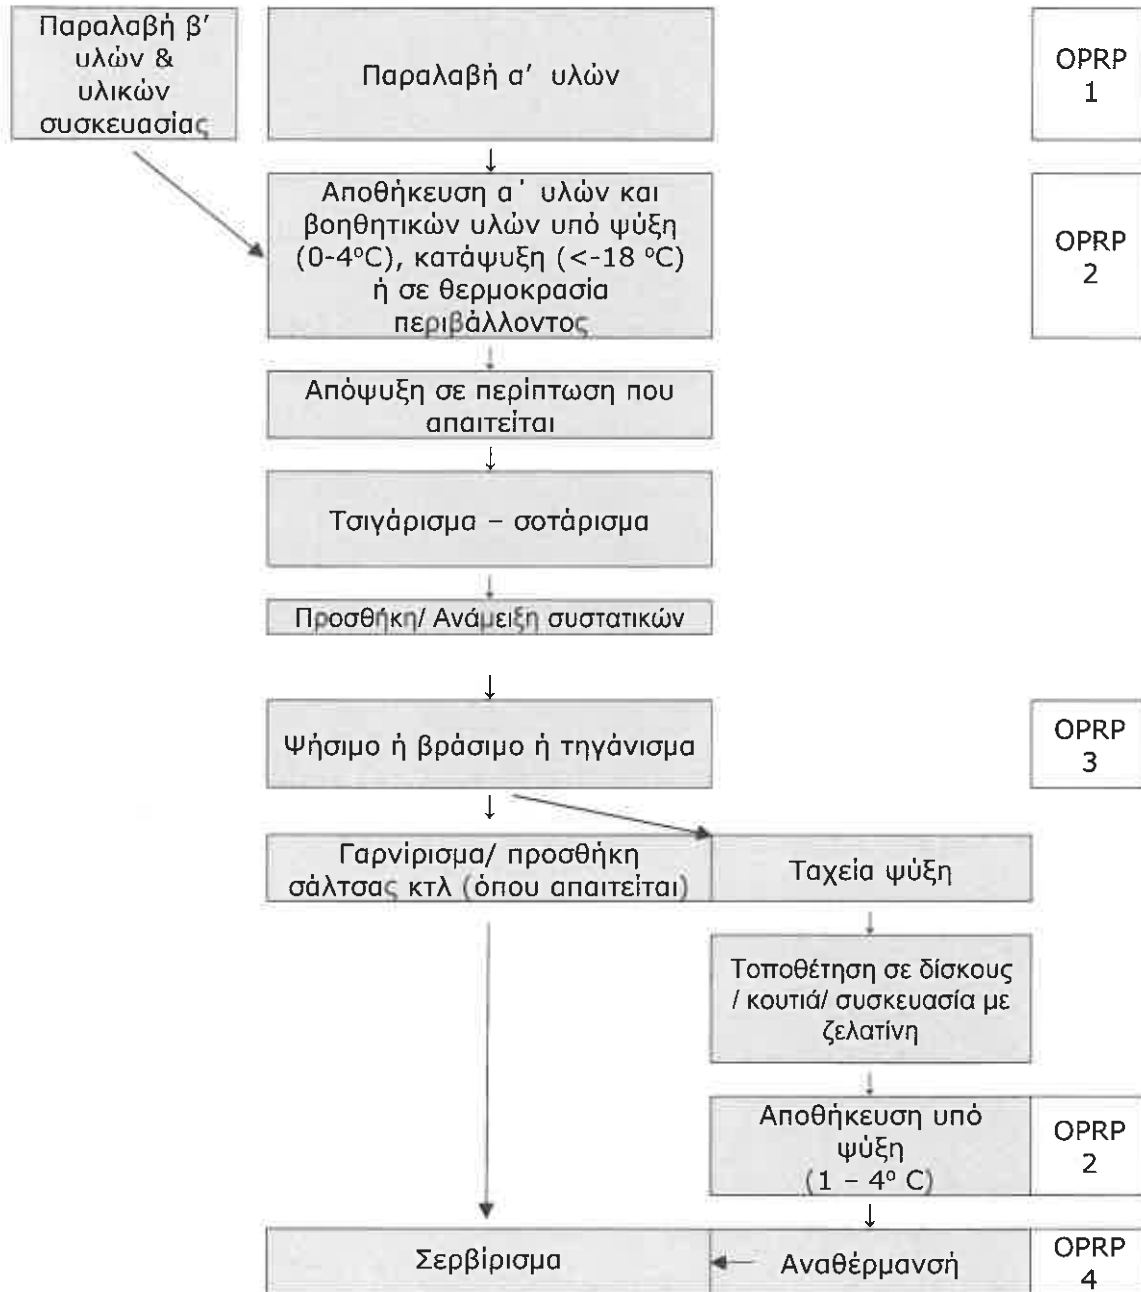 Παραλαβή β’
υλών &
υλικών
συσκευασίας
Παραλαβή α’ υλών
OPRP
1
Αποθήκευση α΄ υλών και
βοηθητικών υλών υπό ψύξη
(0-4°C), κατάψυξη (<-18 °C)
ή σε θερμοκρασία
περιβάλλοντος
OPRP
2
Απόψυξη σε περίπτωση που
απαιτείται
Τσιγάρισμα – σοτάρισμα
Προσθήκη/ Ανάμειξη συστατικών
Ψήσιμο ή βράσιμο ή τηγάνισμα
OPRP
3
Γαρνίρισμα/ προσθήκη
σάλτσας κτλ (όπου απαιτείται)
Ταχεία ψύξη
Τοποθέτηση σε δίσκους
/ κουτιά/ συσκευασία με
ζελατίνη
Αποθήκευση υπό
ψύξη
(1 – 4° C)
OPRP
2
Σερβίρισμα
Αναθέρμανσή
OPRP
4